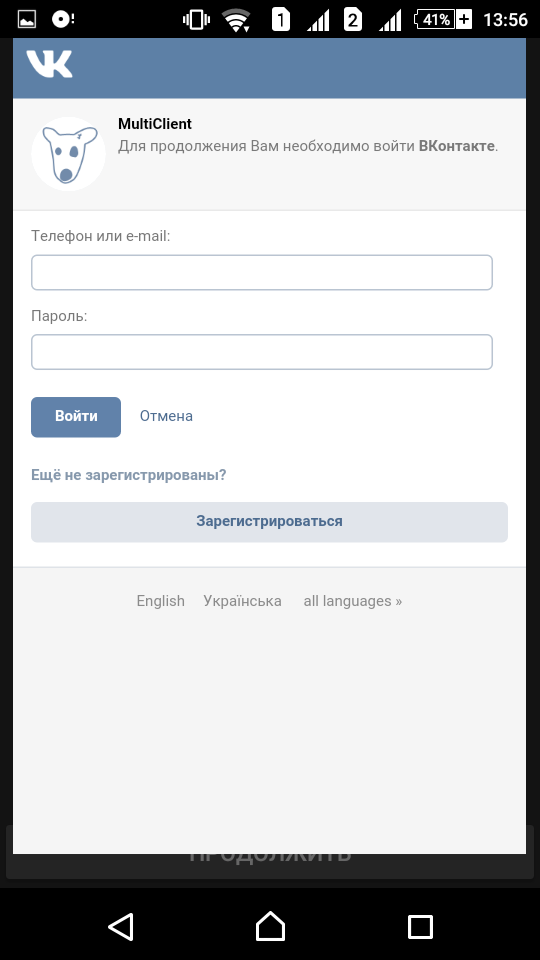 1 2 41% 13:56
MultiClient
Для продолжения Вам необходимо войти ВКонтакте.
Телефон или e-mail:
Пароль:
Войти Отмена
Ещё не зарегистрированы?
Зарегистрироваться
English Українська all languages »
ПРОДОЛЖИТЬ